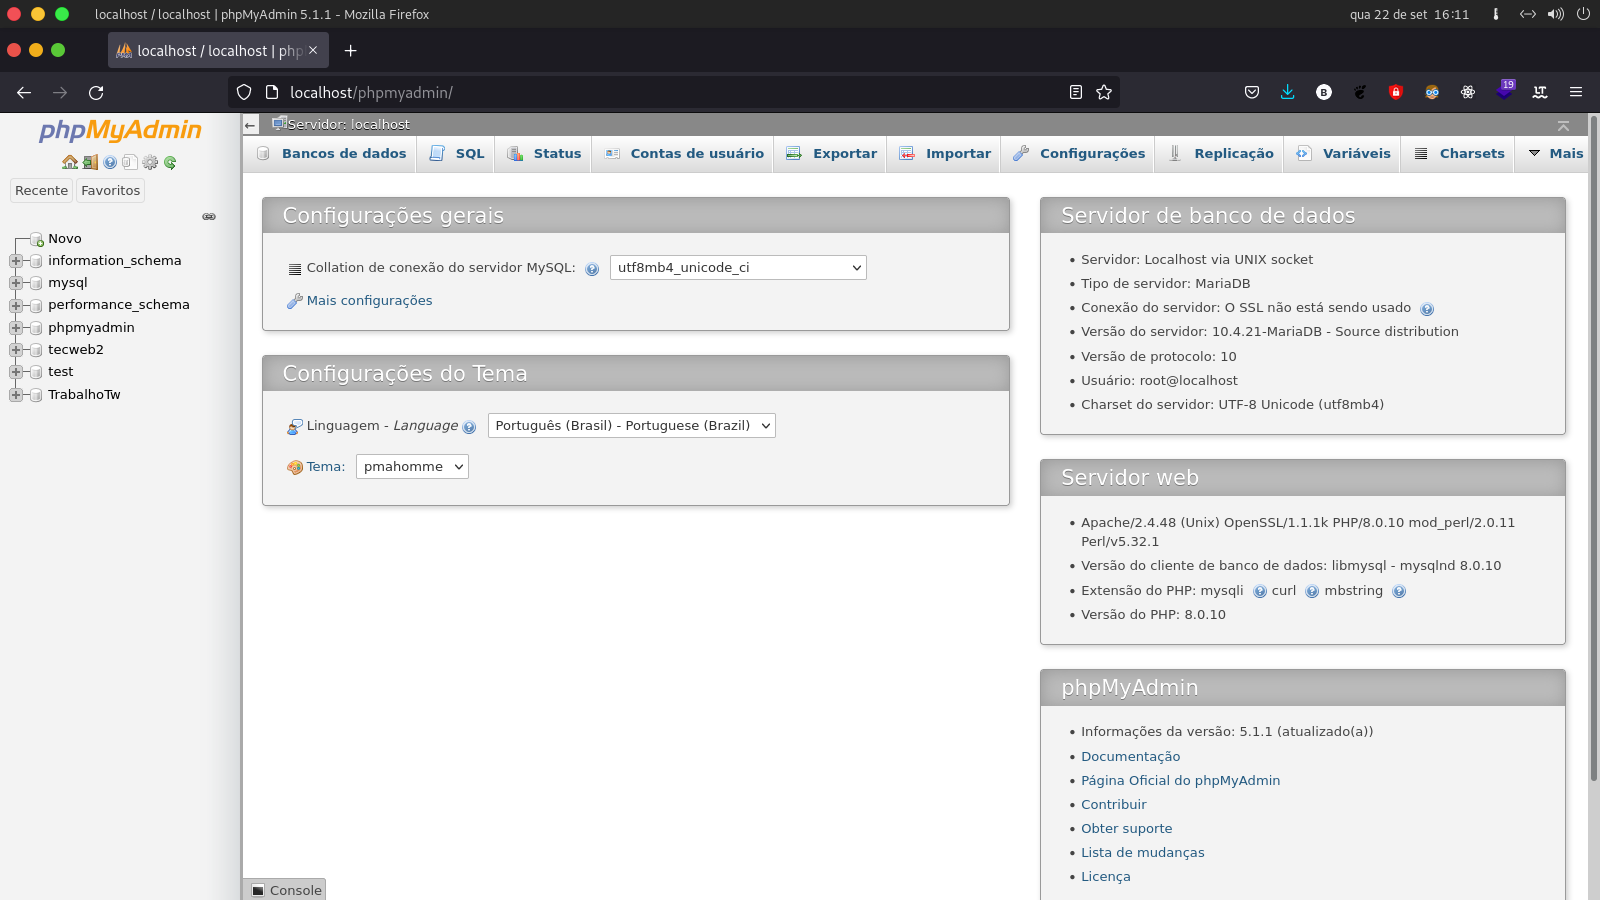 localhost / localhost | phpMyAdmin 5.1.1 - Mozilla Firefox
qua 22 de set 16:11
localhost / localhost | php
localhost/phpmyadmin/
19
phpMyAdmin
Recente
Favoritos
Novo
information_schema
mysql
performance_schema
phpmyadmin
tecweb2
test
TrabalhoTw
Servidor: localhost
Bancos de dados
SQL
Status
Contas de usuário
Exportar
Importar
Configurações
Replicação
Variáveis
Charsets
Mais
Configurações gerais
Collation de conexão do servidor MySQL:
utf8mb4_unicode_ci
Mais configurações
Configurações do Tema
Linguagem - Language
Português (Brasil) - Portuguese (Brazil)
Tema:
pmahomme
Servidor de banco de dados
Servidor: Localhost via UNIX socket
Tipo de servidor: MariaDB
Conexão do servidor: O SSL não está sendo usado
Versão do servidor: 10.4.21-MariaDB - Source distribution
Versão de protocolo: 10
Usuário: root@localhost
Charset do servidor: UTF-8 Unicode (utf8mb4)
Servidor web
Apache/2.4.48 (Unix) OpenSSL/1.1.1k PHP/8.0.10 mod_perl/2.0.11
Perl/v5.32.1
Versão do cliente de banco de dados: libmysql - mysqlnd 8.0.10
Extensão do PHP: mysqli curl mbstring
Versão do PHP: 8.0.10
phpMyAdmin
Informações da versão: 5.1.1 (atualizado(a))
Documentação
Página Oficial do phpMyAdmin
Contribuir
Obter suporte
Lista de mudanças
Licença
Console